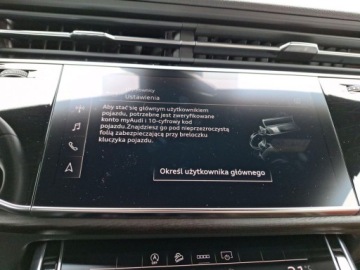 Ustawienia
Aby stać się głównym użytkownikiem
pojazdu, potrzebne jest zweryfikowane
konto myAudi i 10-cyfrowy kod
pojazdu.Znajdziesz go pod nieprzezroczystą
folią zabezpieczającą przy breloczku
kluczyka pojazdu.
Określ użytkownika głównego